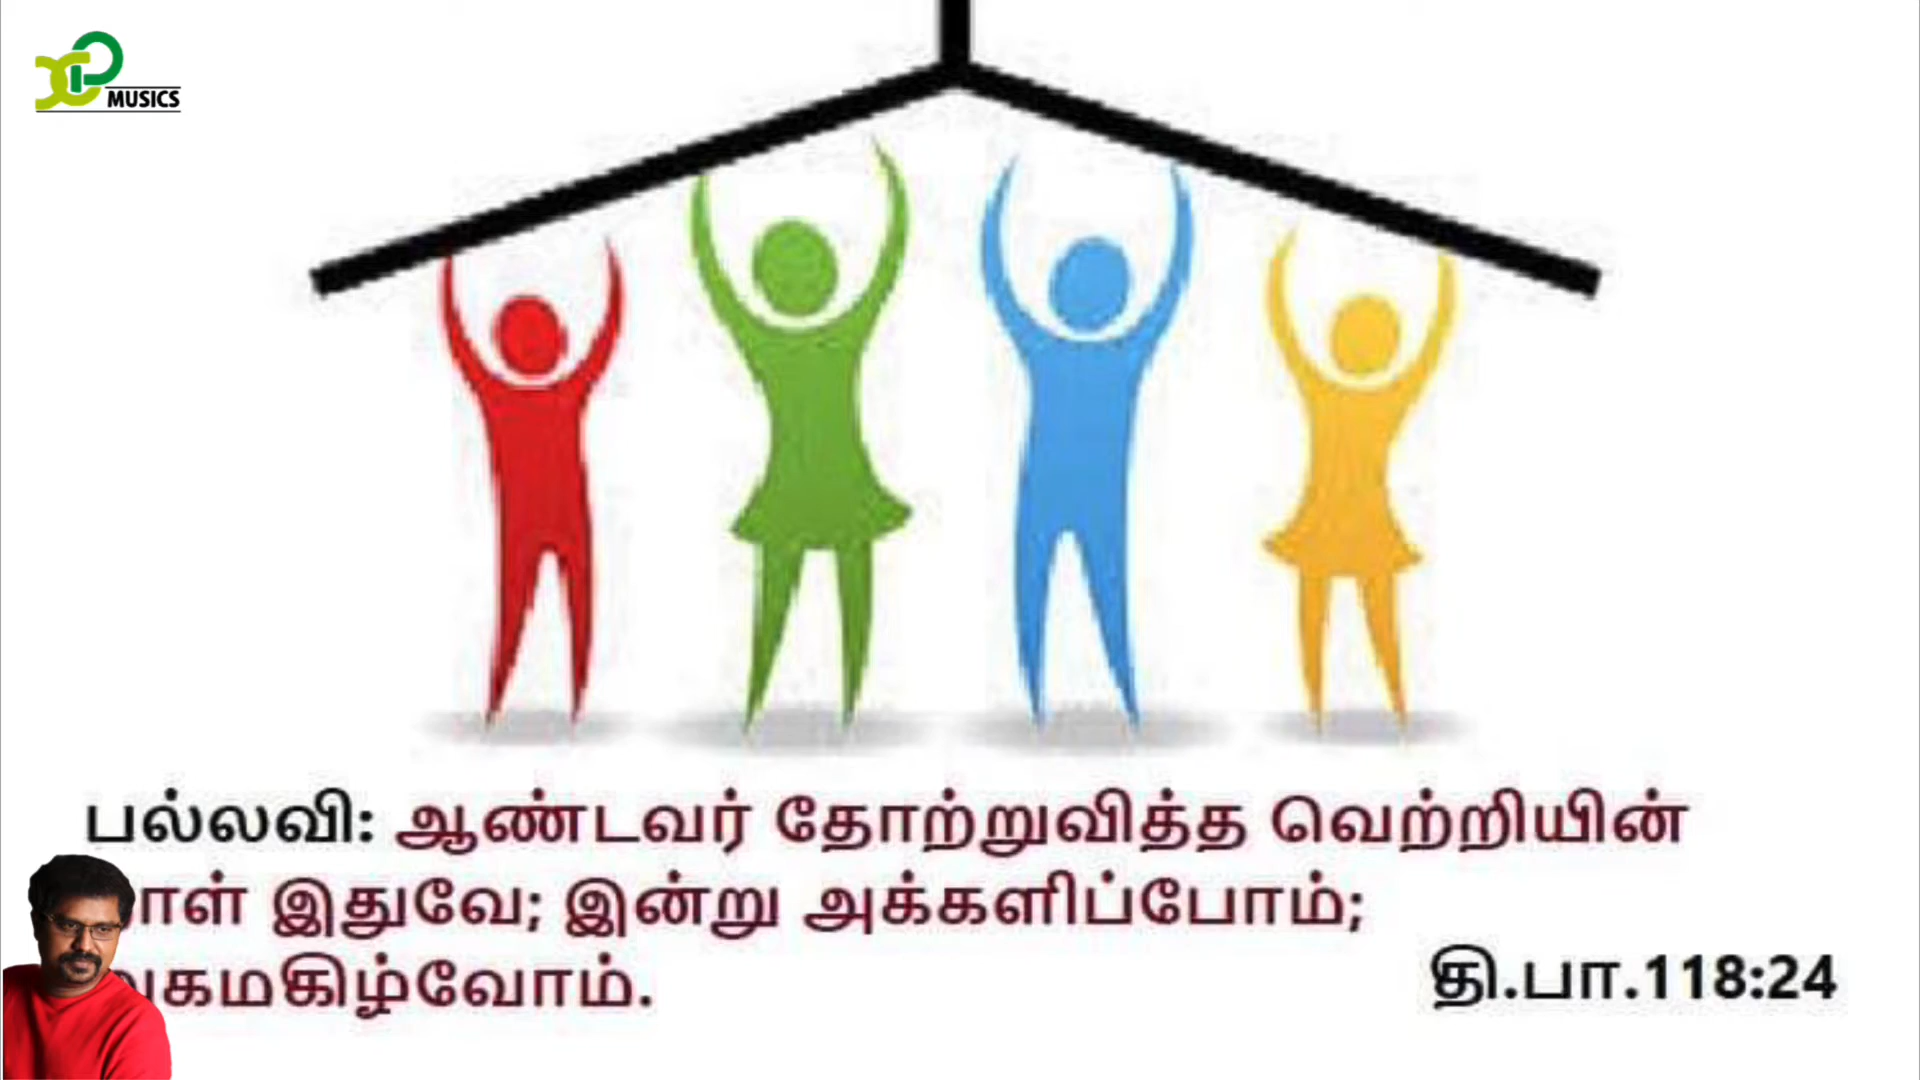 MUSICS
பல்லவி: ஆண்டவர் தோற்றுவித்த வெற்றியின்
இதுவே; இன்று அக்களிப்போம்;
தி.பா.118:24